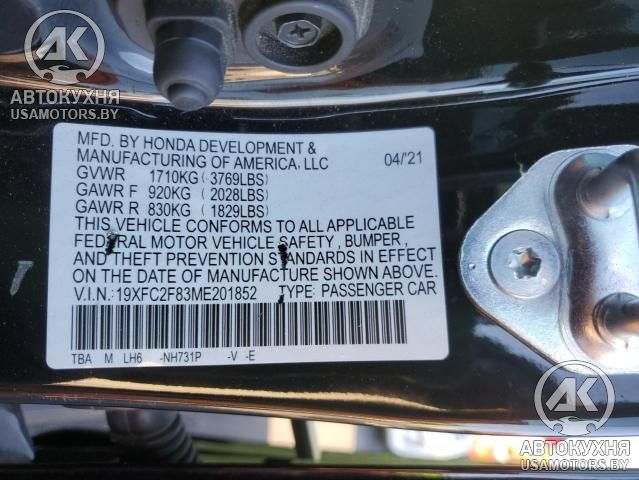 АК
АВТОКУХНЯ
USAMOTORS.BY
MFD. BY HONDA DEVELOPMENT &
MANUFACTURING OF AMERICA, LLC 04/'21
GVWR 1710KG (3769LBS)
GAWR F 920KG (2028LBS)
GAWR R 830KG (1829LBS)
THIS VEHICLE CONFORMS TO ALL APPLICABLE
FEDERAL MOTOR VEHICLE SAFETY , BUMPER ,
AND THEFT PREVENTION STANDARDS IN EFFECT
ON THE DATE OF MANUFACTURE SHOWN ABOVE.
V.I.N.: 19XFC2F83ME201852 TYPE: PASSENGER CAR
TBA M LH6 -NH731P -V -E
АК
АВТОКУХНЯ
USAMOTORS.BY